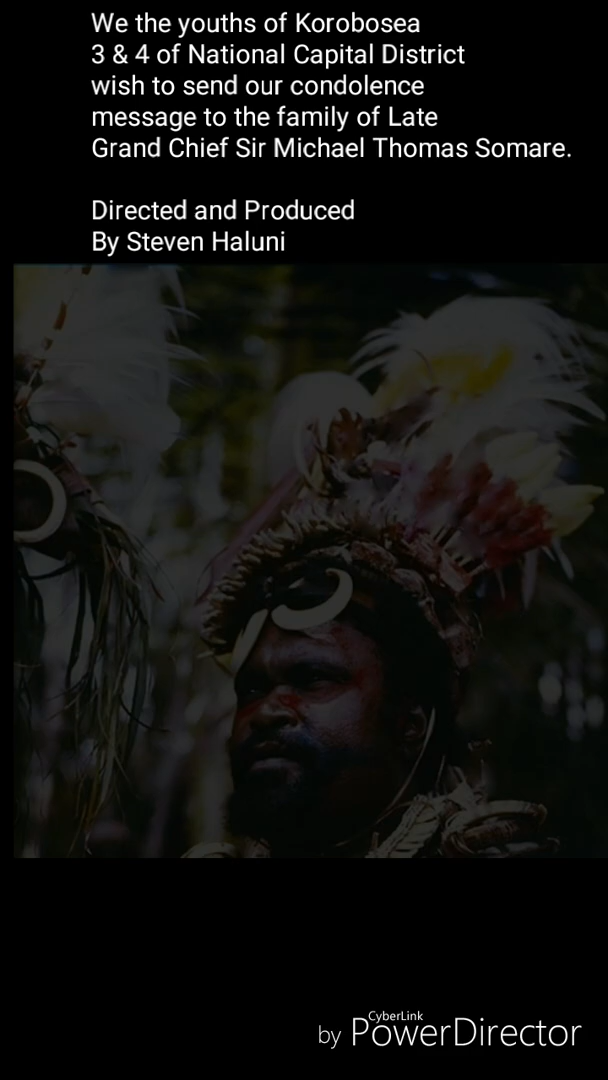 We the youths of Korobosea
3 & 4 of National Capital District
wish to send our condolence
message to the family of Late
Grand Chief Sir Michael Thomas Somare.
Directed and Produced
By Steven Haluni
CyberLink
by PowerDirector